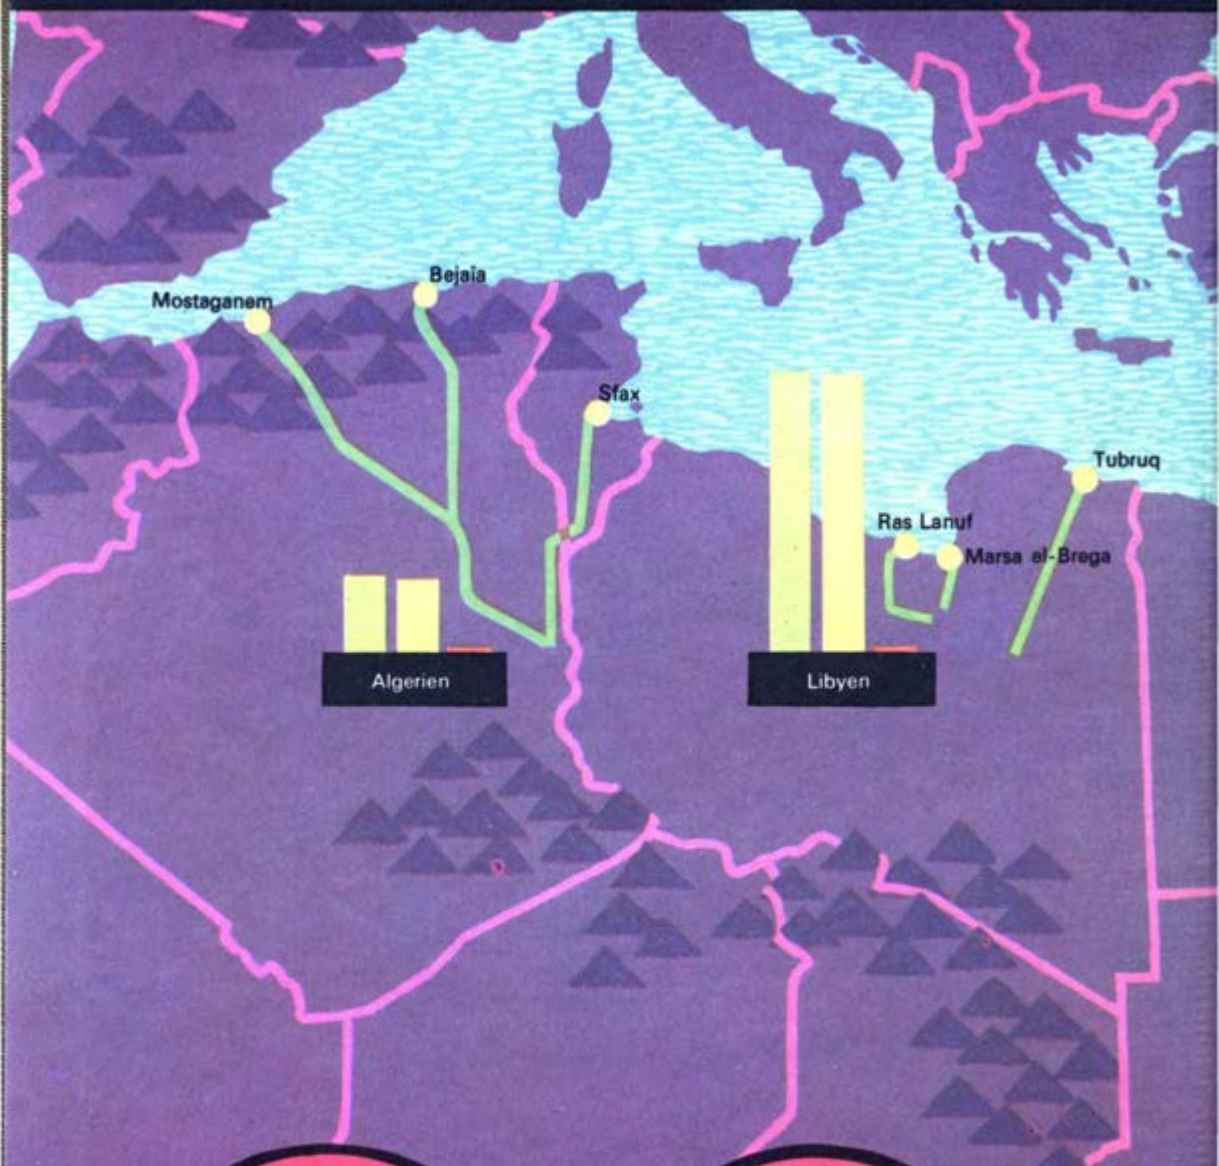 Bejaïa
Mostaganem
Sfax
Tubruq
Ras Lanuf
Marsa el-Brega
Algerien
Libyen